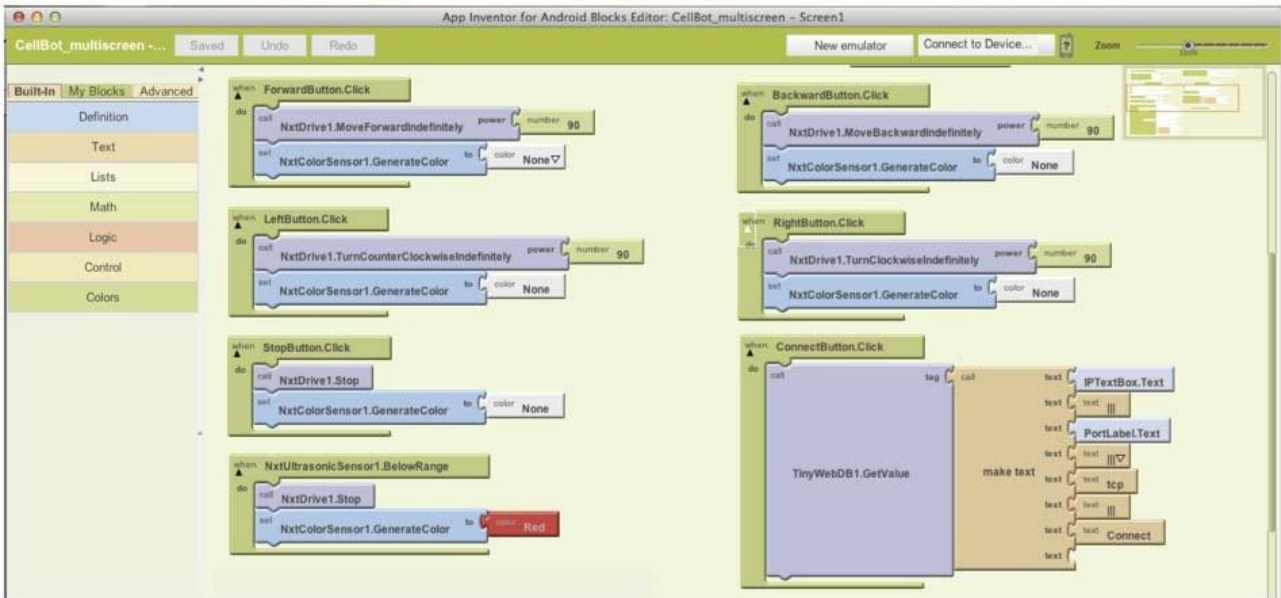 App Inventor for Android Blocks Editor: CellBot_multiscreen – Screen1
CellBot_multiscreen -... Saved Undo Redo New emulator Connect to Device... ? Zoom 100%
Built-In My Blocks Advanced
Definition
Text
Lists
Math
Logic
Control
Colors
when ForwardButton.Click
do call NxtDrive1.MoveForwardIndefinitely power number 90
set NxtColorSensor1.GenerateColor to color None
when LeftButton.Click
do call NxtDrive1.TurnCounterClockwiseIndefinitely power number 90
set NxtColorSensor1.GenerateColor to color None
when StopButton.Click
do call NxtDrive1.Stop
set NxtColorSensor1.GenerateColor to color None
when NxtUltrasonicSensor1.BelowRange
do call NxtDrive1.Stop
set NxtColorSensor1.GenerateColor to color Red
when BackwardButton.Click
do call NxtDrive1.MoveBackwardIndefinitely power number 90
set NxtColorSensor1.GenerateColor to color None
when RightButton.Click
do call NxtDrive1.TurnClockwiseIndefinitely power number 90
set NxtColorSensor1.GenerateColor to color None
when ConnectButton.Click
do call TinyWebDB1.GetValue tag call make text
text IPTextBox.Text
text text |||
text PortLabel.Text
text text |||
text text tcp
text text |||
text text Connect
text